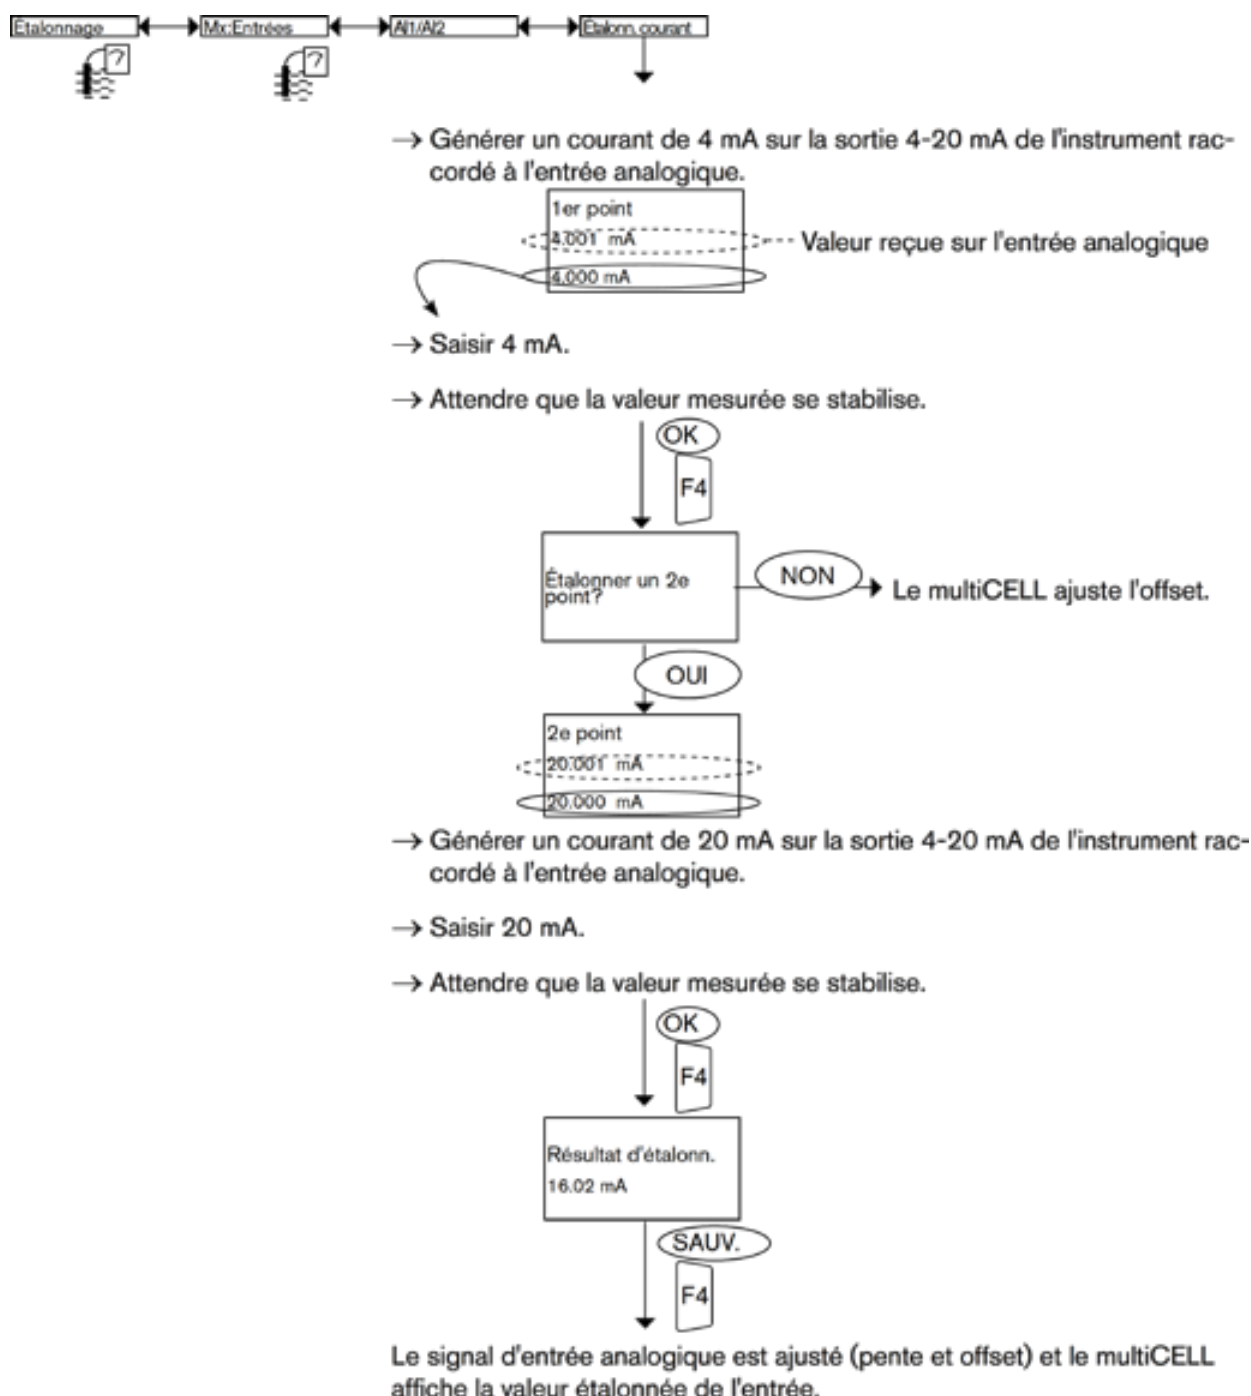 Étalonnage Mx:Entrées AI1/AI2 Étalonn. courant
? ?
→ Générer un courant de 4 mA sur la sortie 4-20 mA de l'instrument rac-
cordé à l'entrée analogique.
1er point
4.001 mA
Valeur reçue sur l'entrée analogique
4.000 mA
→ Saisir 4 mA.
→ Attendre que la valeur mesurée se stabilise.
OK
F4
Étalonner un 2e
point?
NON
Le multiCELL ajuste l'offset.
OUI
2e point
20.001 mA
20.000 mA
→ Générer un courant de 20 mA sur la sortie 4-20 mA de l'instrument rac-
cordé à l'entrée analogique.
→ Saisir 20 mA.
→ Attendre que la valeur mesurée se stabilise.
OK
F4
Résultat d'étalonn.
16.02 mA
SAUV.
F4
Le signal d'entrée analogique est ajusté (pente et offset) et le multiCELL
affiche la valeur étalonnée de l'entrée.